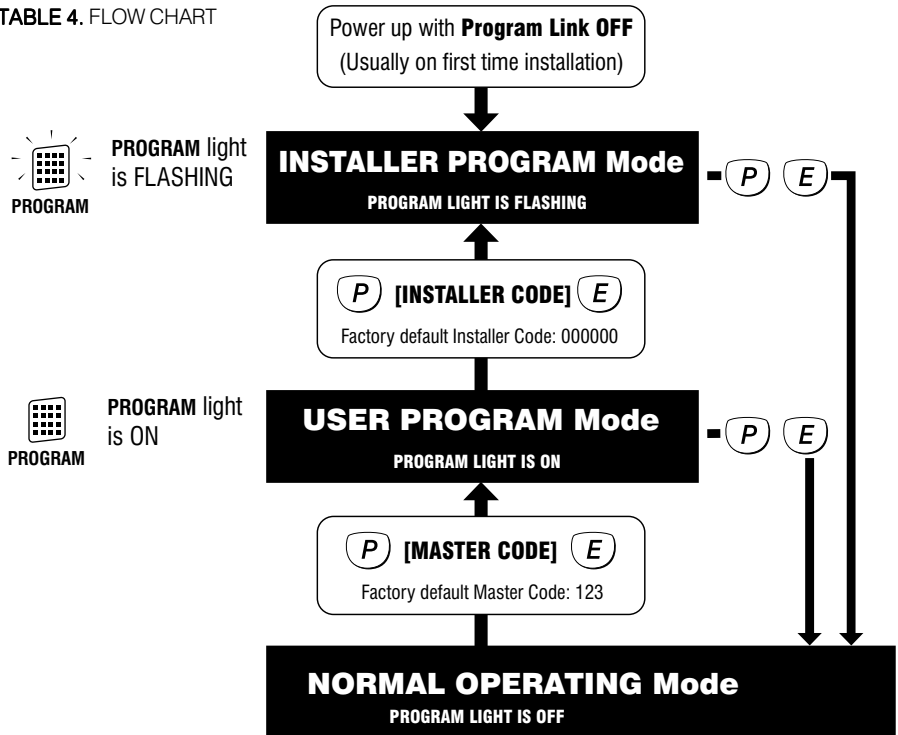 TABLE 4. FLOW CHART
Power up with Program Link OFF
(Usually on first time installation)
PROGRAM
PROGRAM light
is FLASHING
INSTALLER PROGRAM Mode
PROGRAM LIGHT IS FLASHING
P E
P [INSTALLER CODE] E
Factory default Installer Code: 000000
PROGRAM
PROGRAM light
is ON
USER PROGRAM Mode
PROGRAM LIGHT IS ON
P E
P [MASTER CODE] E
Factory default Master Code: 123
NORMAL OPERATING Mode
PROGRAM LIGHT IS OFF